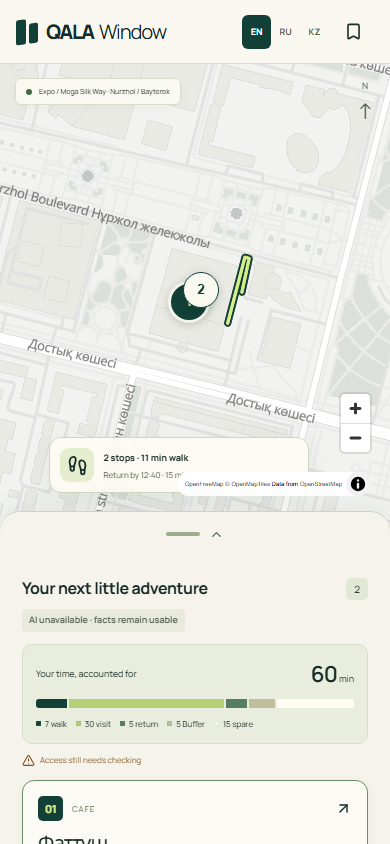 QALA Window
EN RU KZ
Expo / Mega Silk Way · Nurzhol / Bayterek
N
Nurzhol Boulevard Нұржол желекжолы
2
Достық көшесі
Достық көшесі
көшесі
2 stops · 11 min walk
Return by 12:40 · 15
OpenFreeMap © OpenMapTiles Data from OpenStreetMap
Your next little adventure
2
AI unavailable · facts remain usable
Your time, accounted for
60 min
7 walk 30 visit 5 return 5 Buffer 15 spare
Access still needs checking
01 CAFE
Фаттуш